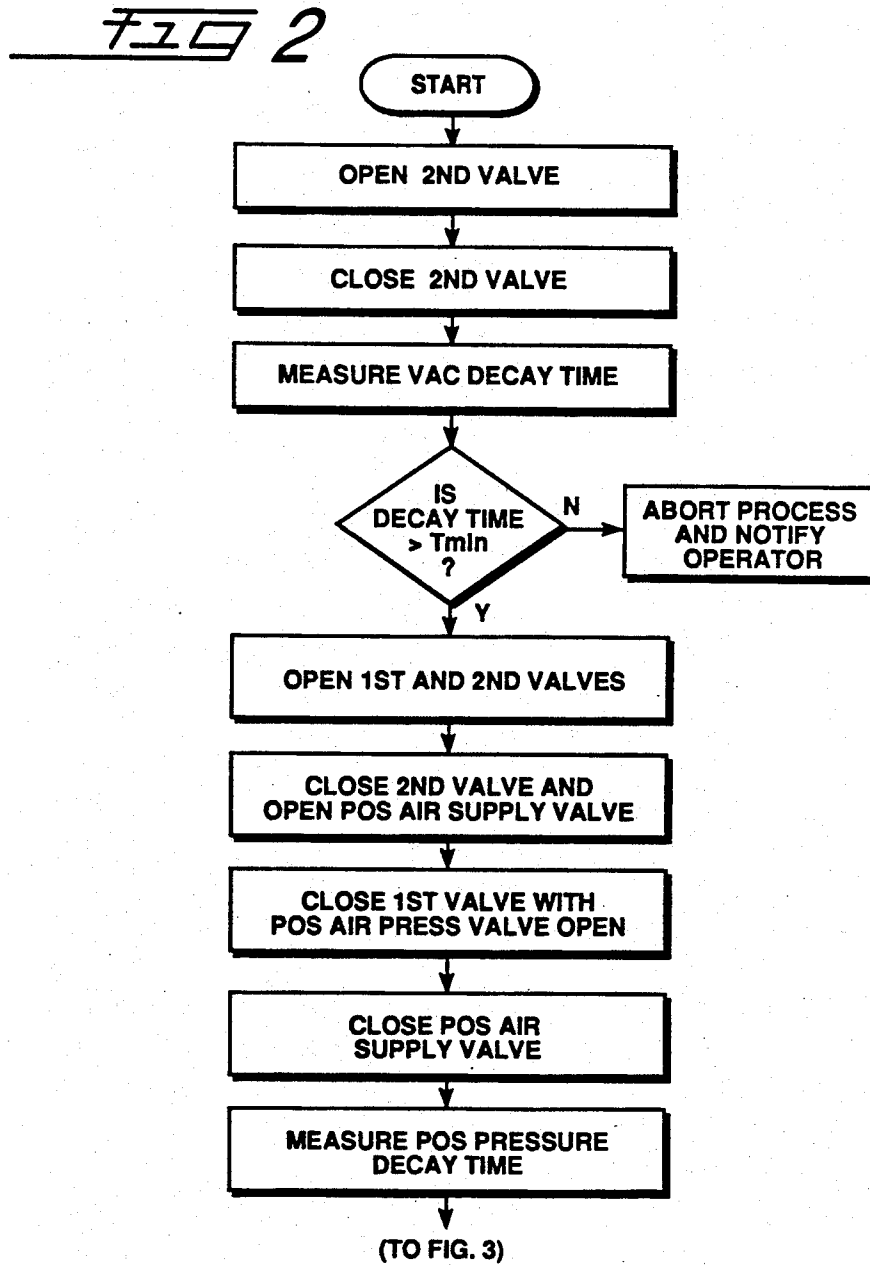 FIG 2
START
OPEN 2ND VALVE
CLOSE 2ND VALVE
MEASURE VAC DECAY TIME
IS
DECAY TIME
> Tmin
?
N
ABORT PROCESS
AND NOTIFY
OPERATOR
Y
OPEN 1ST AND 2ND VALVES
CLOSE 2ND VALVE AND
OPEN POS AIR SUPPLY VALVE
CLOSE 1ST VALVE WITH
POS AIR PRESS VALVE OPEN
CLOSE POS AIR
SUPPLY VALVE
MEASURE POS PRESSURE
DECAY TIME
(TO FIG. 3)